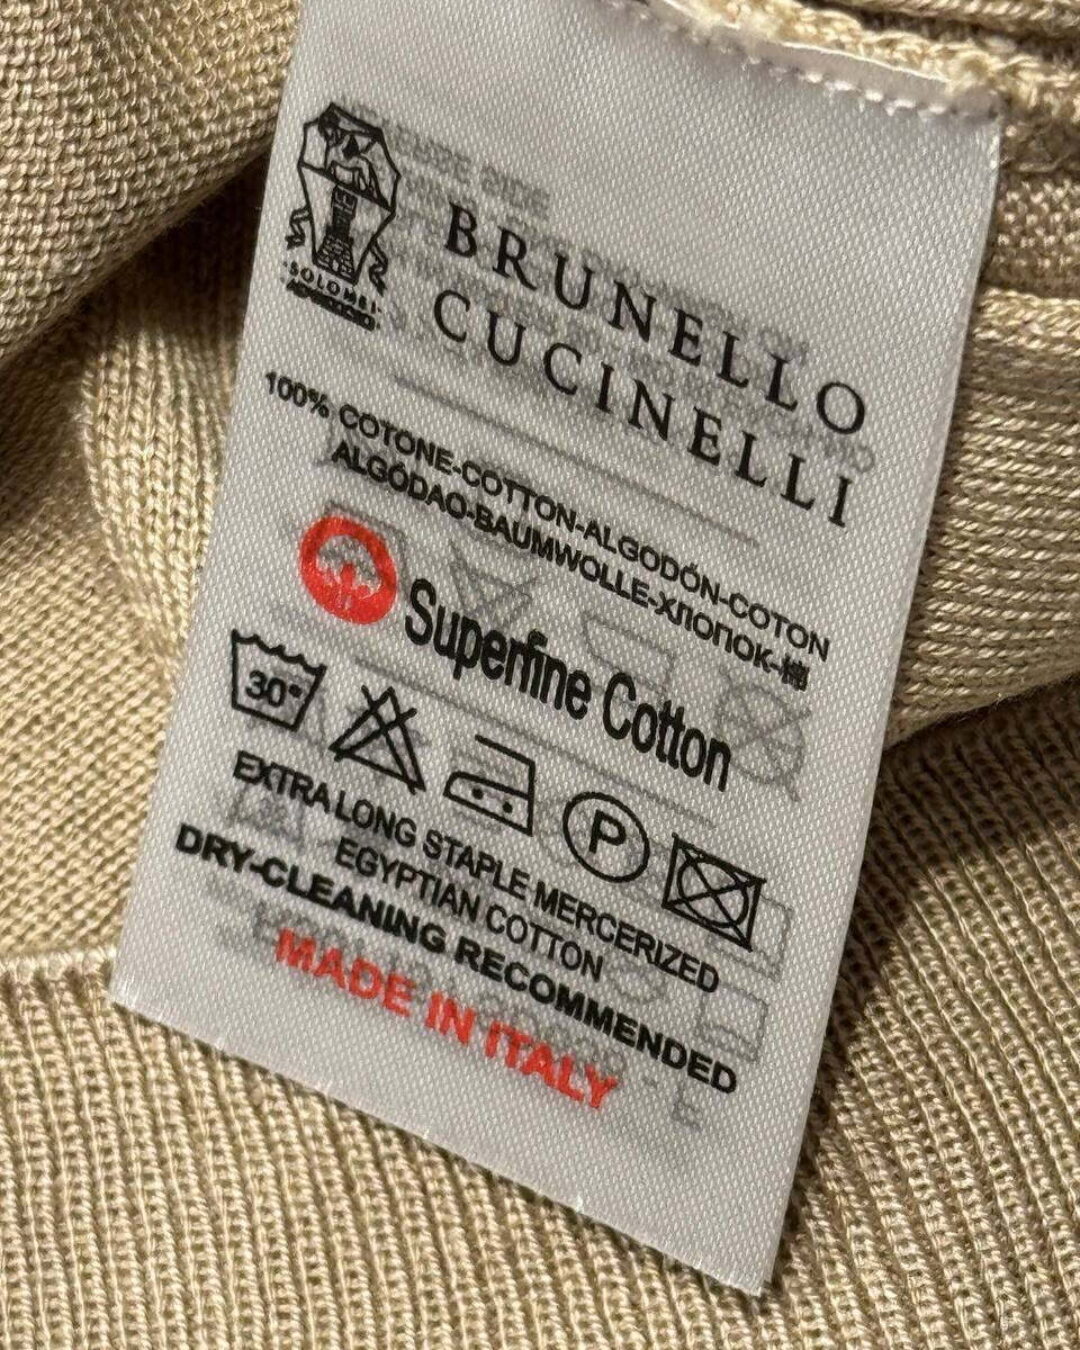 BRUNELLO
CUCINELLI
SOLOMEI
100% COTONE-COTTON-ALGODÓN-COTON
ALGODAO-BAUMWOLLE-ХЛОПОК-棉
Superfine Cotton
30°
P
EXTRA LONG STAPLE MERCERIZED
EGYPTIAN COTTON
DRY-CLEANING RECOMMENDED
MADE IN ITALY